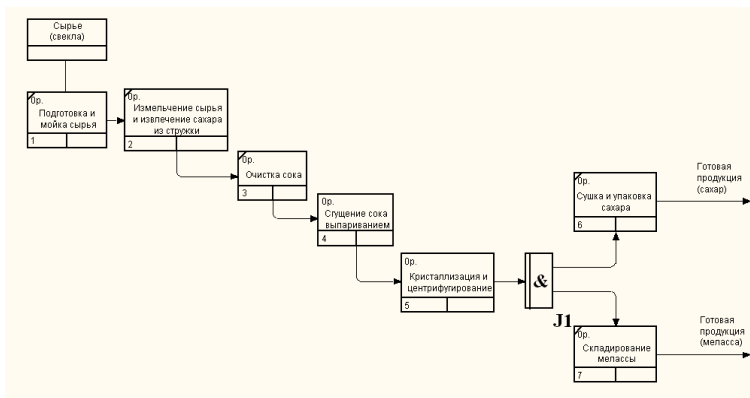 Сырье
(свекла)
0р.
Подготовка и
мойка сырья
1
0р.
Измельчение сырья
и извлечение сахара
из стружки
2
0р.
Очистка сока
3
0р.
Сгущение сока
выпариванием
4
0р.
Кристаллизация и
центрифугирование
5
&
J1
0р.
Сушка и упаковка
сахара
6
Готовая
продукция
(сахар)
0р.
Складирование
мелассы
7
Готовая
продукция
(меласса)